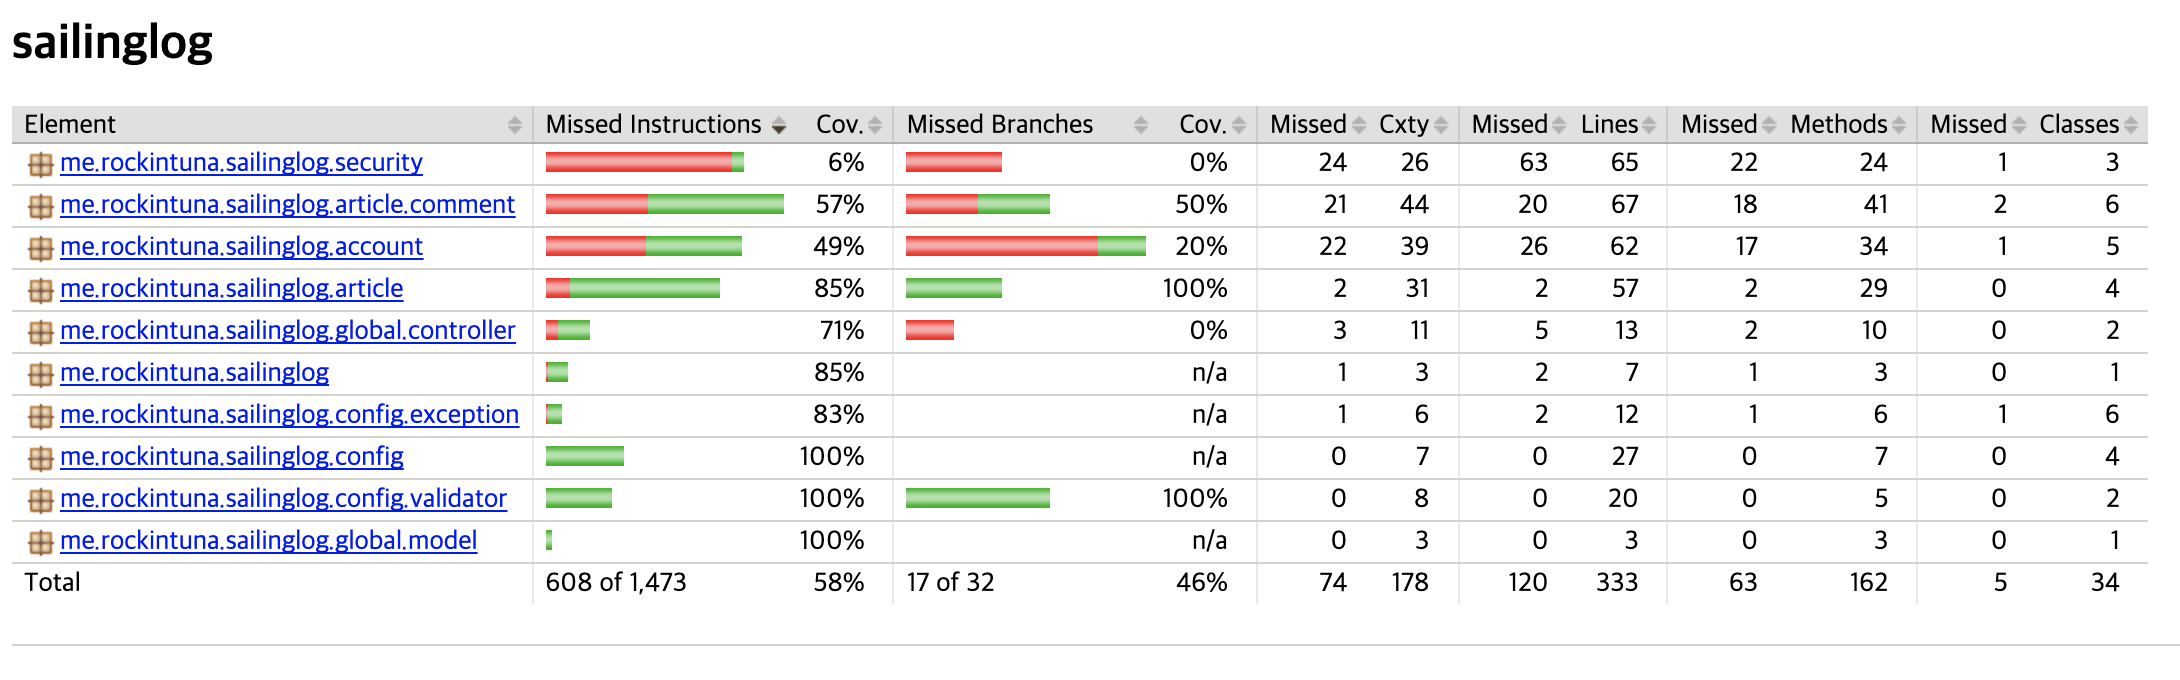 sailinglog
Element Missed Instructions Cov. Missed Branches Cov. Missed Cxty Missed Lines Missed Methods Missed Classes
me.rockintuna.sailinglog.security 6% 0% 24 26 63 65 22 24 1 3
me.rockintuna.sailinglog.article.comment 57% 50% 21 44 20 67 18 41 2 6
me.rockintuna.sailinglog.account 49% 20% 22 39 26 62 17 34 1 5
me.rockintuna.sailinglog.article 85% 100% 2 31 2 57 2 29 0 4
me.rockintuna.sailinglog.global.controller 71% 0% 3 11 5 13 2 10 0 2
me.rockintuna.sailinglog 85% n/a 1 3 2 7 1 3 0 1
me.rockintuna.sailinglog.config.exception 83% n/a 1 6 2 12 1 6 1 6
me.rockintuna.sailinglog.config 100% n/a 0 7 0 27 0 7 0 4
me.rockintuna.sailinglog.config.validator 100% 100% 0 8 0 20 0 5 0 2
me.rockintuna.sailinglog.global.model 100% n/a 0 3 0 3 0 3 0 1
Total 608 of 1,473 58% 17 of 32 46% 74 178 120 333 63 162 5 34